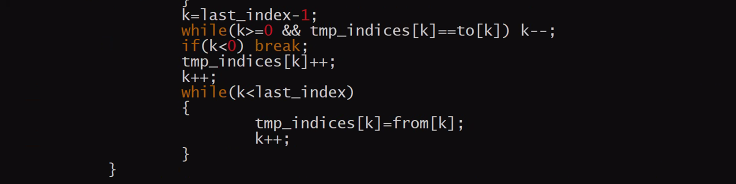 }
k=last_index-1;
while(k>=0 && tmp_indices[k]==to[k]) k--;
if(k<0) break;
tmp_indices[k]++;
k++;
while(k<last_index)
{
tmp_indices[k]=from[k];
k++;
}
}